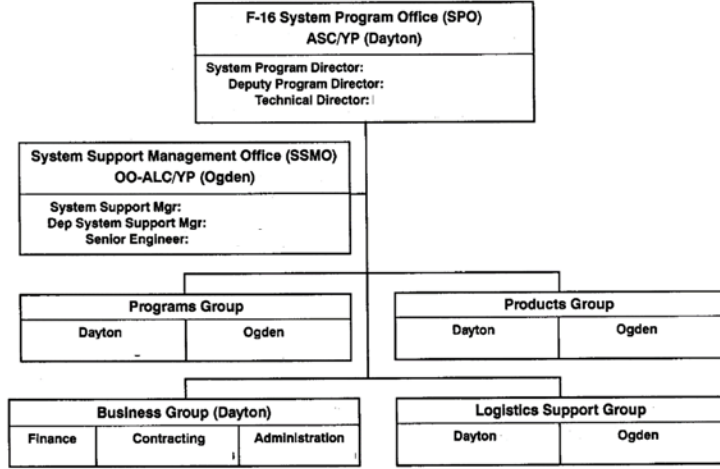 F-16 System Program Office (SPO)
ASC/YP (Dayton)
System Program Director:
Deputy Program Director:
Technical Director:
System Support Management Office (SSMO)
OO-ALC/YP (Ogden)
System Support Mgr:
Dep System Support Mgr:
Senior Engineer:
Programs Group
Dayton
Ogden
Products Group
Dayton
Ogden
Business Group (Dayton)
Finance
Contracting
Administration
Logistics Support Group
Dayton
Ogden